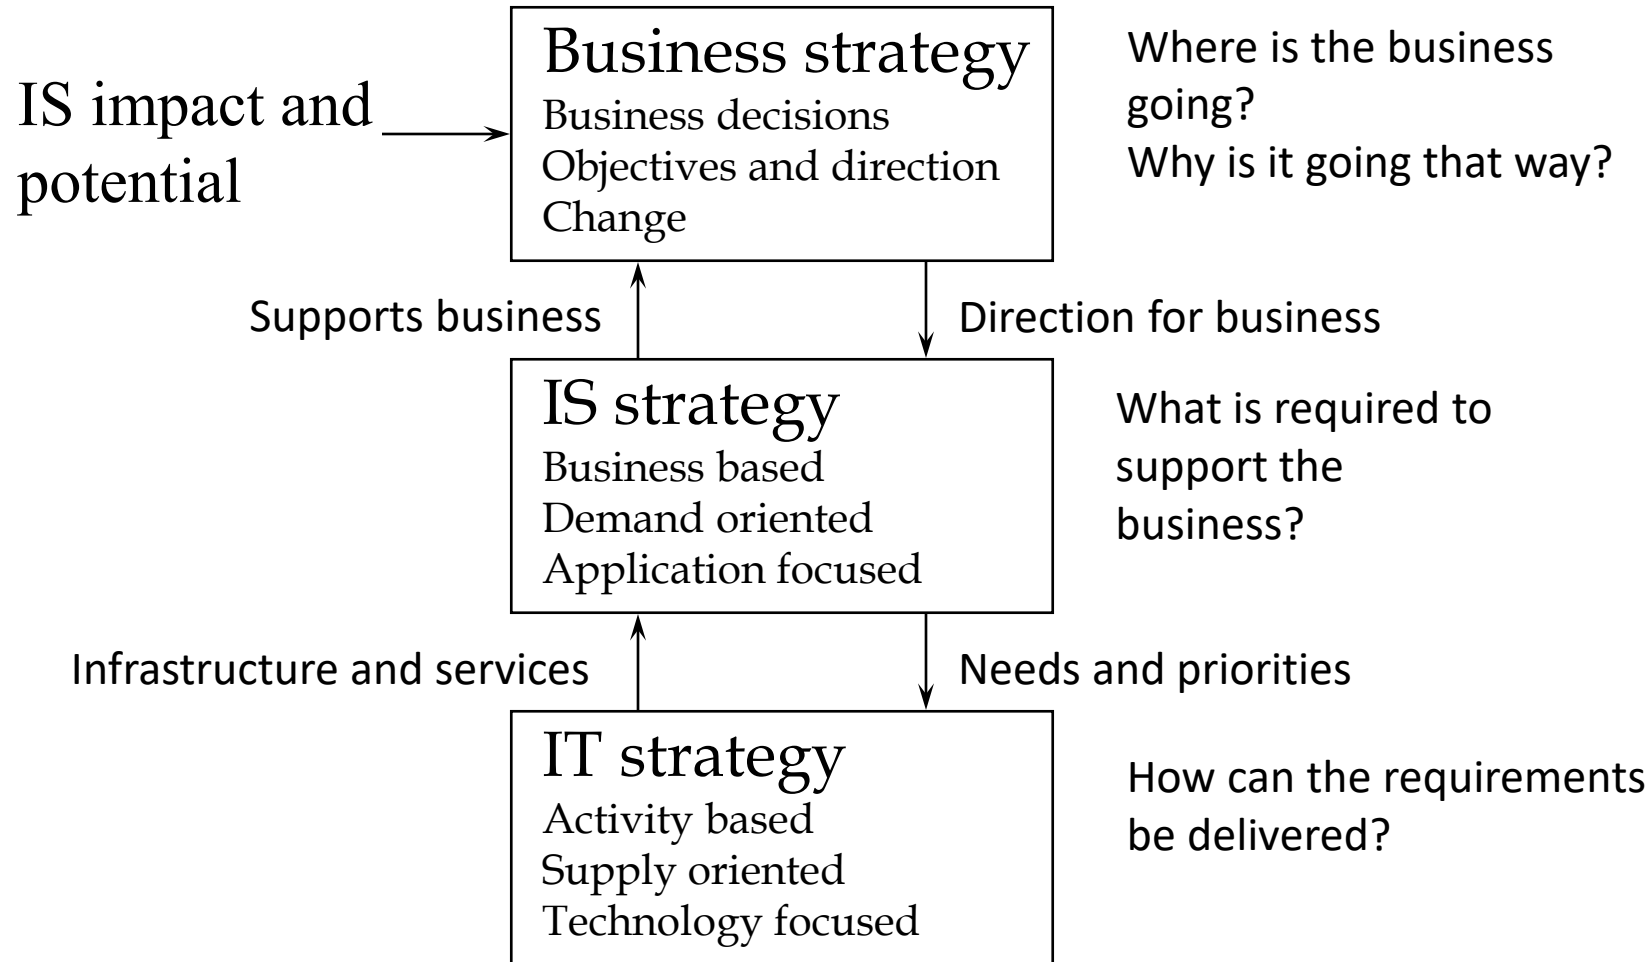 IS impact and
potential
Business strategy
Business decisions
Objectives and direction
Change
Where is the business
going?
Why is it going that way?
Supports business
Direction for business
IS strategy
Business based
Demand oriented
Application focused
What is required to
support the
business?
Infrastructure and services
Needs and priorities
IT strategy
Activity based
Supply oriented
Technology focused
How can the requirements
be delivered?